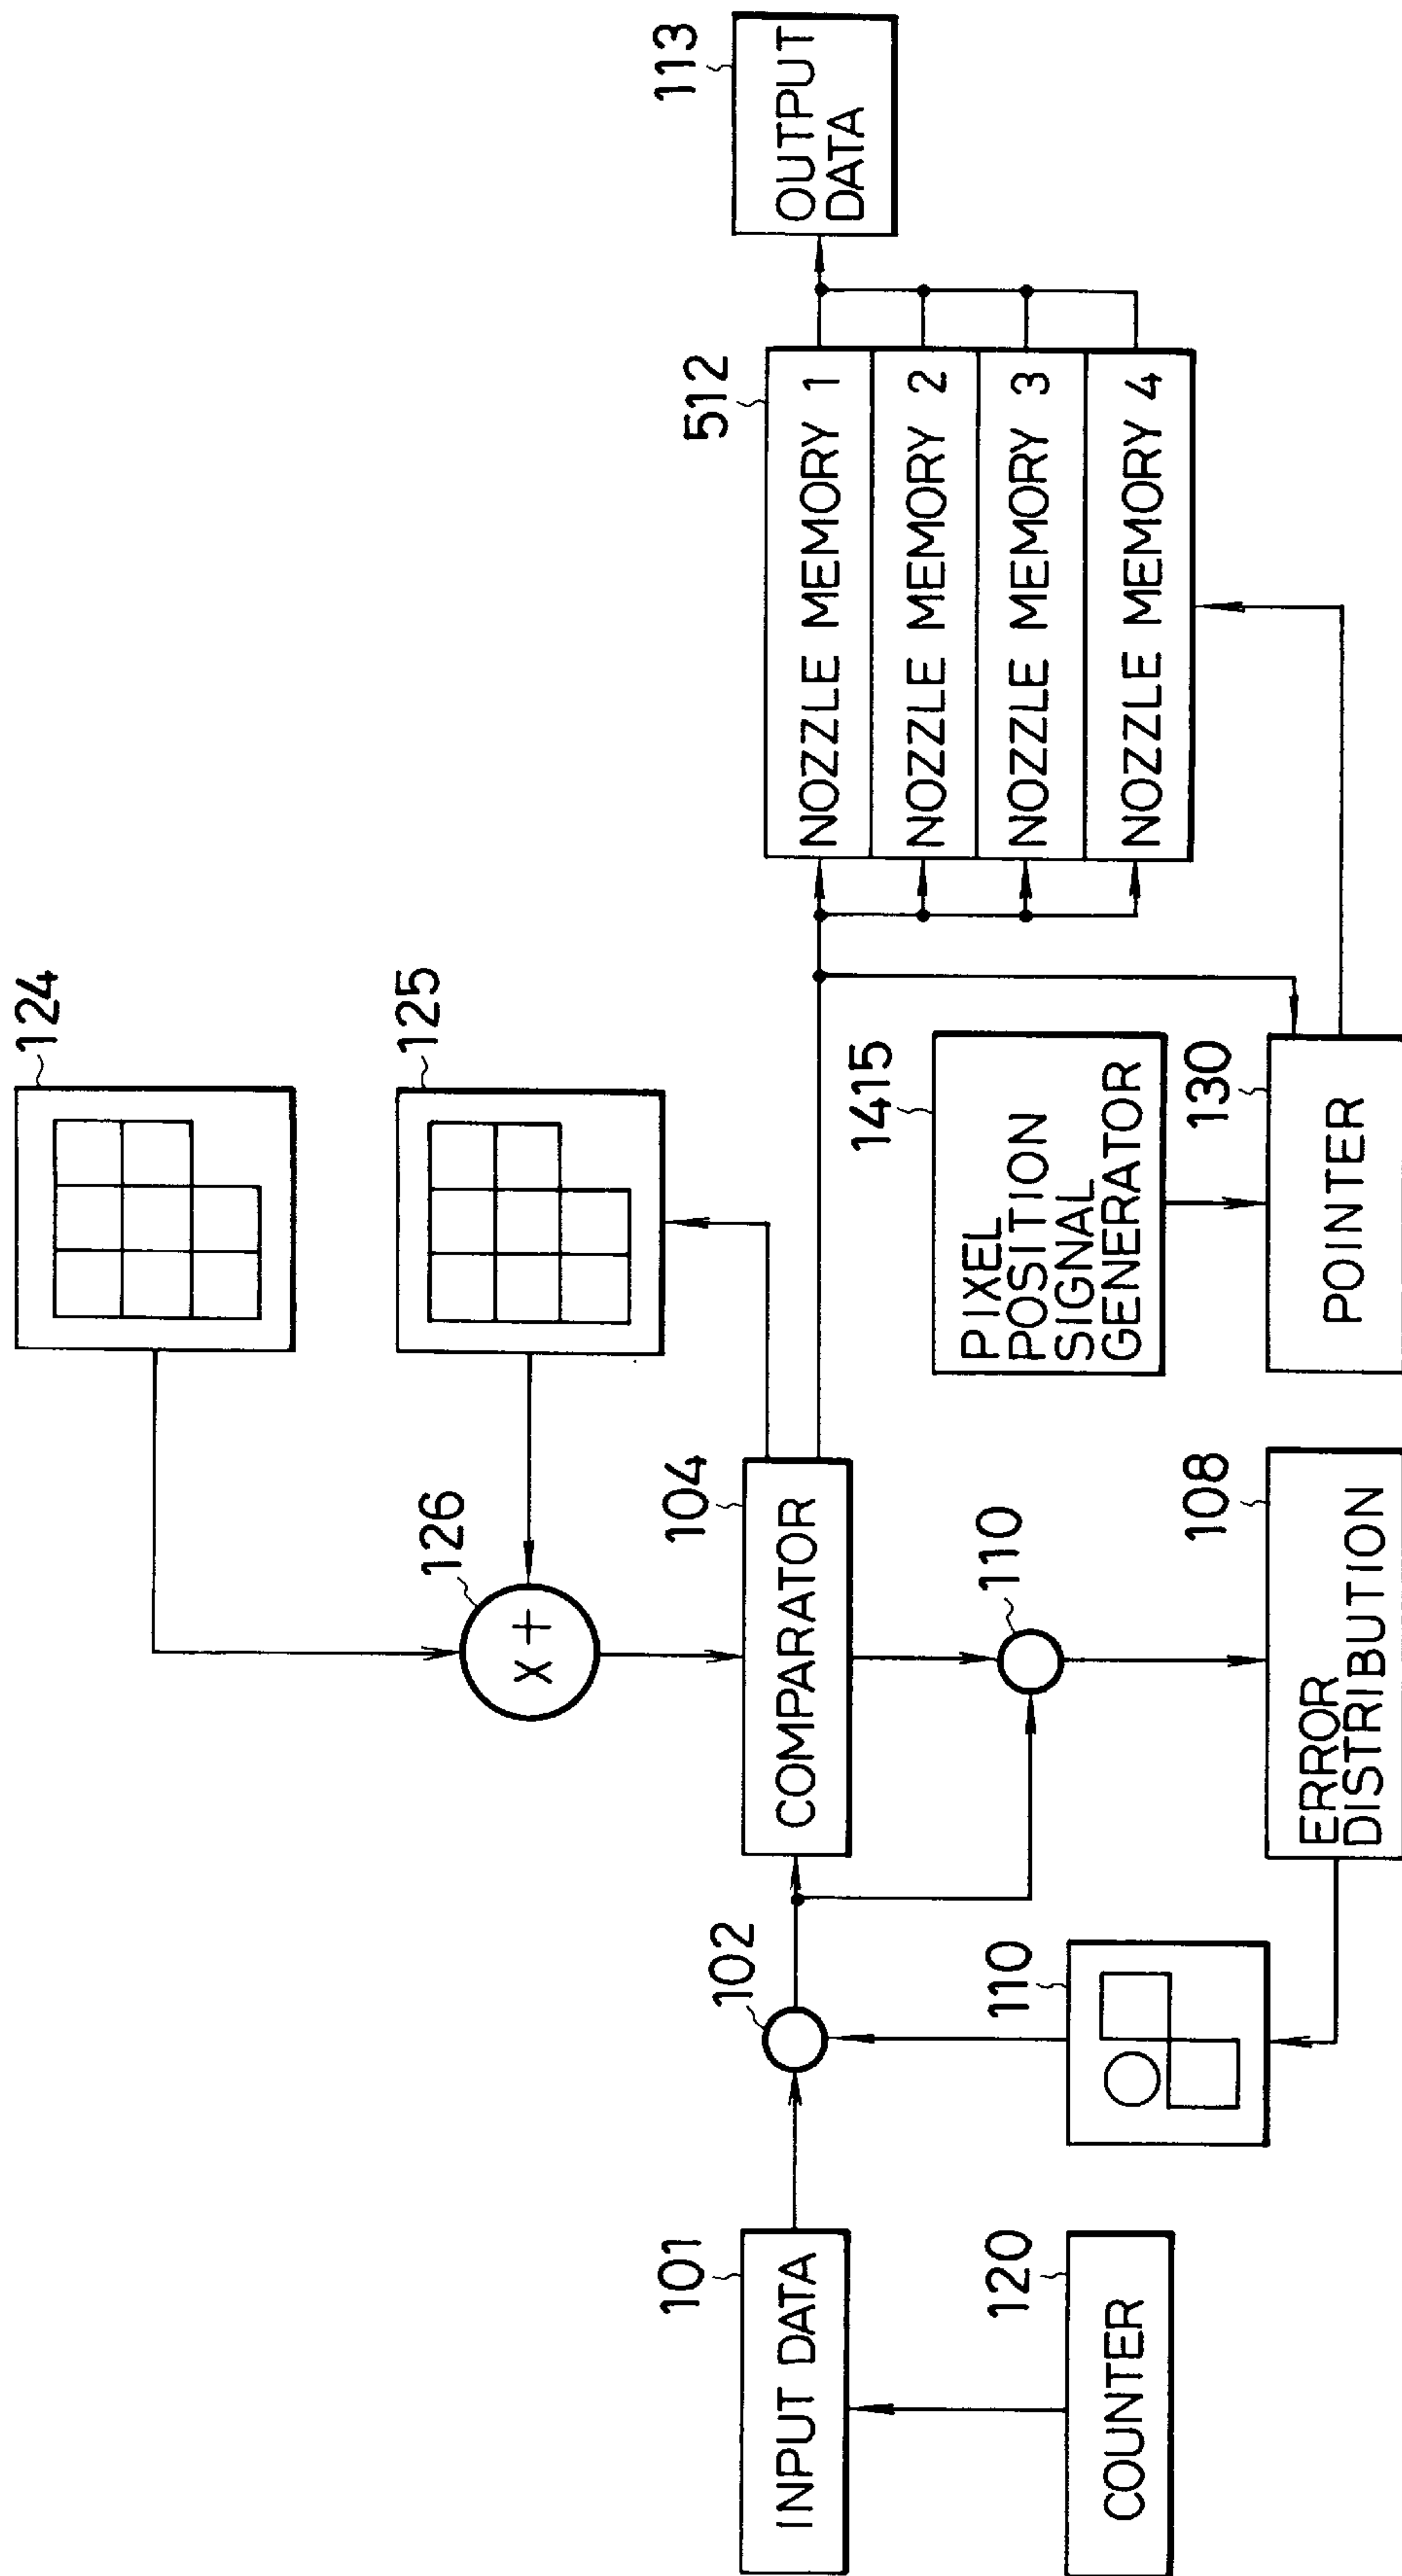 124
125
126
x +
113
OUTPUT
DATA
512
NOZZLE MEMORY 1
NOZZLE MEMORY 2
NOZZLE MEMORY 3
NOZZLE MEMORY 4
101
INPUT DATA
102
104
COMPARATOR
1415
PIXEL
POSITION
SIGNAL
GENERATOR
110
120
COUNTER
110
108
ERROR
DISTRIBUTION
130
POINTER